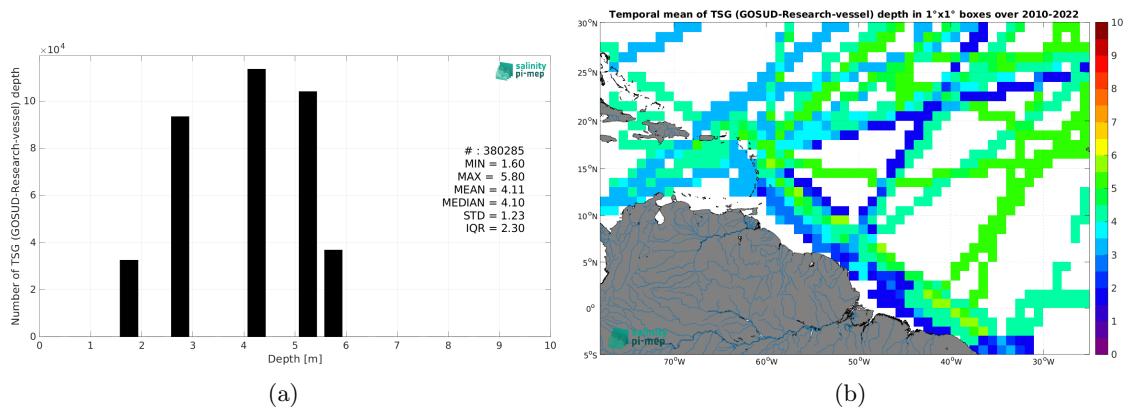 ×10⁴
10
8
6
4
2
0
Number of TSG (GOSUD-Research-vessel) depth
salinity
pi-mep
# : 380285
MIN = 1.60
MAX = 5.80
MEAN = 4.11
MEDIAN = 4.10
STD = 1.23
IQR = 2.30
0 1 2 3 4 5 6 7 8 9 10
Depth [m]
(a)
Temporal mean of TSG (GOSUD-Research-vessel) depth in 1°x1° boxes over 2010-2022
30°N
25°N
20°N
15°N
10°N
5°N
0°
5°S
70°W 60°W 50°W 40°W 30°W
salinity
pi-mep
10
9
8
7
6
5
4
3
2
1
0
(b)